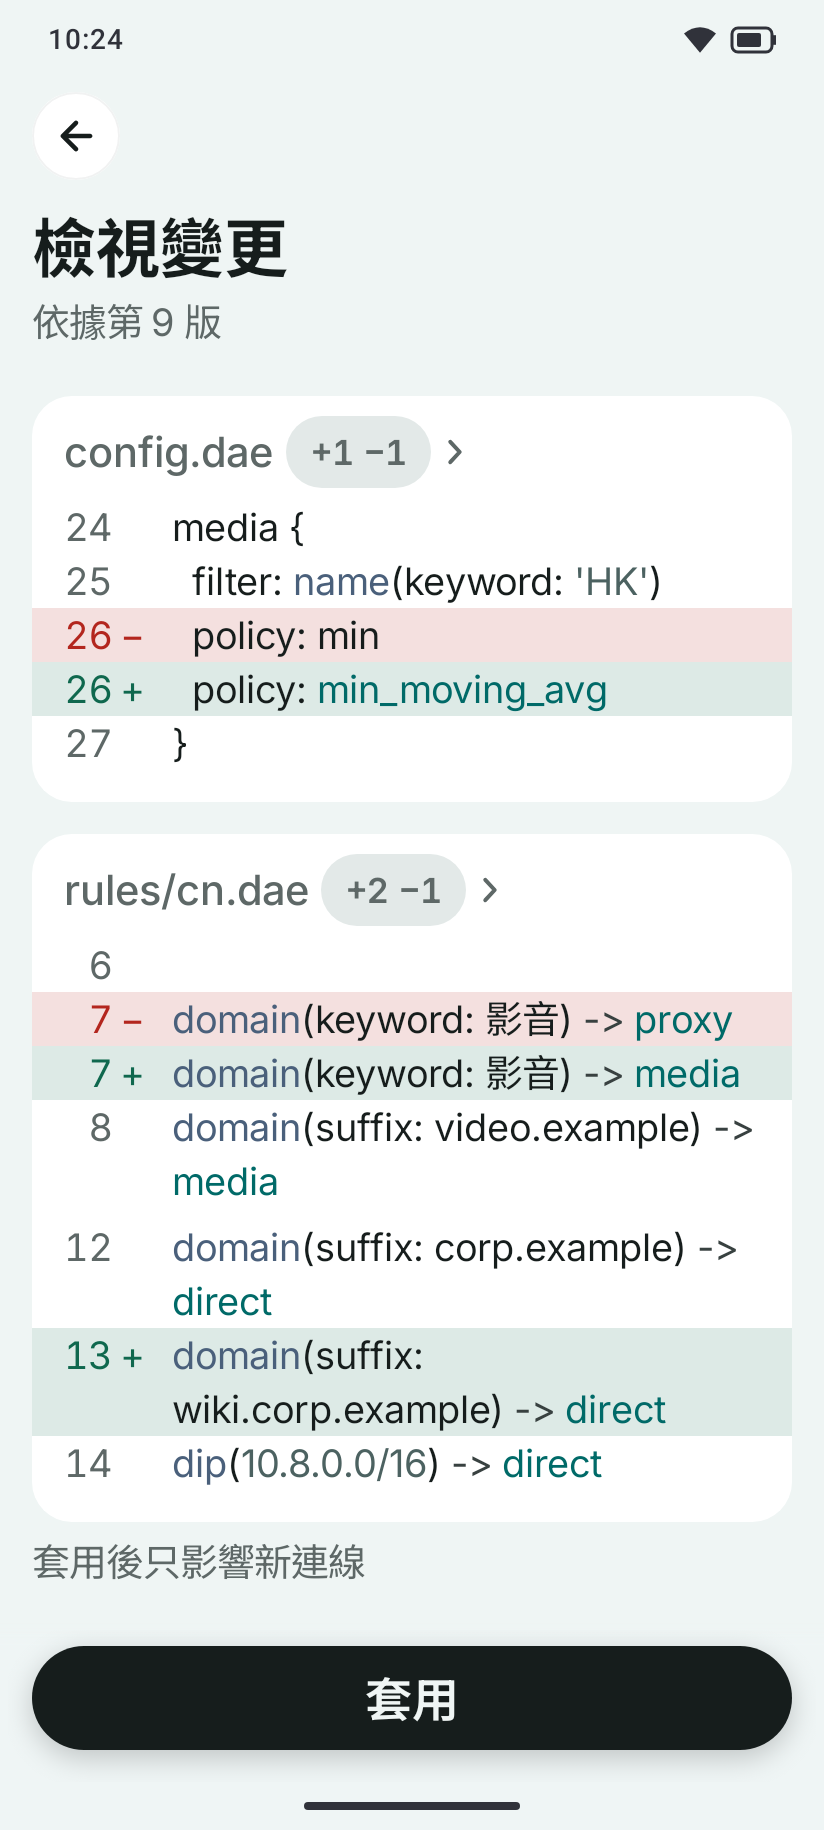 10:24
檢視變更
依據第 9 版
config.dae +1 −1
24 media {
25 filter: name(keyword: 'HK')
26 − policy: min
26 + policy: min_moving_avg
27 }
rules/cn.dae +2 −1
6
7 − domain(keyword: 影音) -> proxy
7 + domain(keyword: 影音) -> media
8 domain(suffix: video.example) ->
media
12 domain(suffix: corp.example) ->
direct
13 + domain(suffix:
wiki.corp.example) -> direct
14 dip(10.8.0.0/16) -> direct
套用後只影響新連線
套用